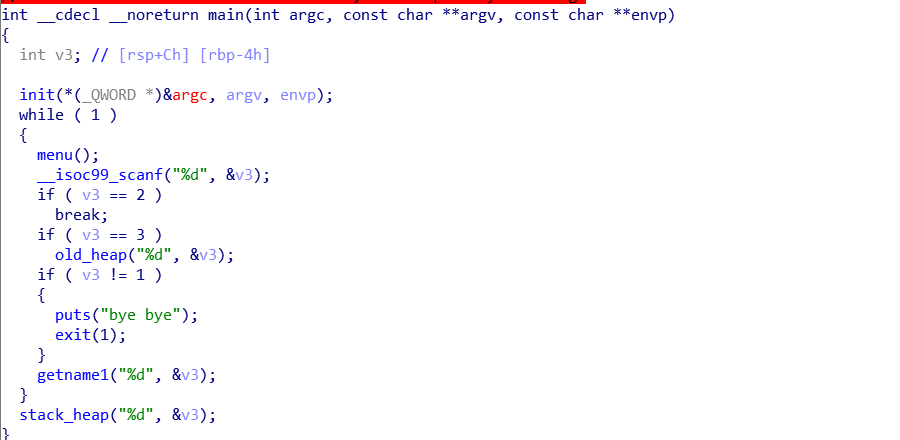 int __cdecl __noreturn main(int argc, const char **argv, const char **envp)
{
  int v3; // [rsp+Ch] [rbp-4h]

  init(*(_QWORD *)&argc, argv, envp);
  while ( 1 )
  {
    menu();
    __isoc99_scanf("%d", &v3);
    if ( v3 == 2 )
      break;
    if ( v3 == 3 )
      old_heap("%d", &v3);
    if ( v3 != 1 )
    {
      puts("bye bye");
      exit(1);
    }
    getname1("%d", &v3);
  }
  stack_heap("%d", &v3);
}